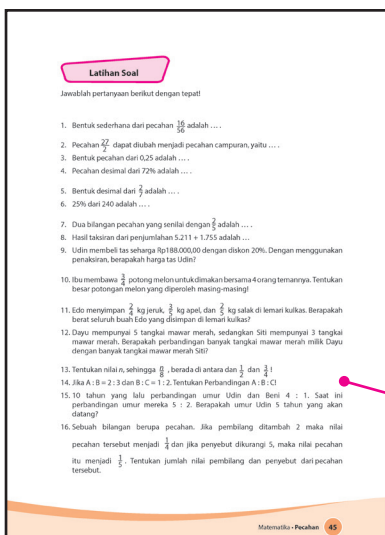 Latihan Soal
Jawablah pertanyaan berikut dengan tepat!
1. Bentuk sederhana dari pecahan 16/56 adalah ... .
2. Pecahan 27/2 dapat diubah menjadi pecahan campuran, yaitu ... .
3. Bentuk pecahan dari 0,25 adalah ... .
4. Pecahan desimal dari 72% adalah ... .
5. Bentuk desimal dari 2/7 adalah ... .
6. 25% dari 240 adalah ... .
7. Dua bilangan pecahan yang senilai dengan 2/5 adalah ... .
8. Hasil taksiran dari penjumlahan 5.211 + 1.755 adalah ...
9. Udin membeli tas seharga Rp188.000,00 dengan diskon 20%. Dengan menggunakan
penaksiran, berapakah harga tas Udin?
10. Ibu membawa 3/4 potong melon untuk dimakan bersama 4 orang temannya. Tentukan
besar potongan melon yang diperoleh masing-masing!
11. Edo menyimpan 2/4 kg jeruk, 3/5 kg apel, dan 2/5 kg salak di lemari kulkas. Berapakah
berat seluruh buah Edo yang disimpan di lemari kulkas?
12. Dayu mempunyai 5 tangkai mawar merah, sedangkan Siti mempunyai 3 tangkai
mawar merah. Berapakah perbandingan banyak tangkai mawar merah milik Dayu
dengan banyak tangkai mawar merah Siti?
13. Tentukan nilai n, sehingga n/8 , berada di antara dan 1/2 dan 3/4 !
14. Jika A : B = 2 : 3 dan B : C = 1 : 2. Tentukan Perbandingan A : B : C!
15. 10 tahun yang lalu perbandingan umur Udin dan Beni 4 : 1. Saat ini
perbandingan umur mereka 5 : 2. Berapakah umur Udin 5 tahun yang akan
datang?
16. Sebuah bilangan berupa pecahan. Jika pembilang ditambah 2 maka nilai
pecahan tersebut menjadi 1/4 dan jika penyebut dikurangi 5, maka nilai pecahan
itu menjadi 1/5 . Tentukan jumlah nilai pembilang dan penyebut dari pecahan
tersebut.
Matematika • Pecahan 45